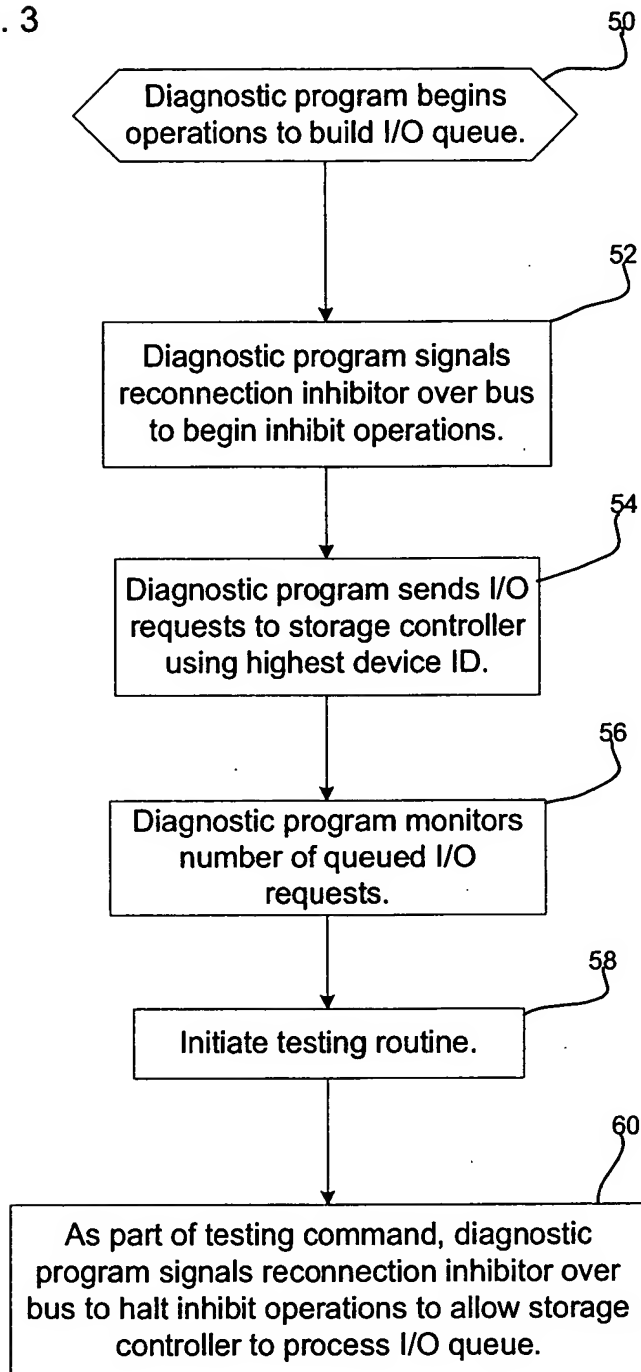 . 3
50
Diagnostic program begins
operations to build I/O queue.
52
Diagnostic program signals
reconnection inhibitor over bus
to begin inhibit operations.
54
Diagnostic program sends I/O
requests to storage controller
using highest device ID.
56
Diagnostic program monitors
number of queued I/O
requests.
58
Initiate testing routine.
60
As part of testing command, diagnostic
program signals reconnection inhibitor over
bus to halt inhibit operations to allow storage
controller to process I/O queue.